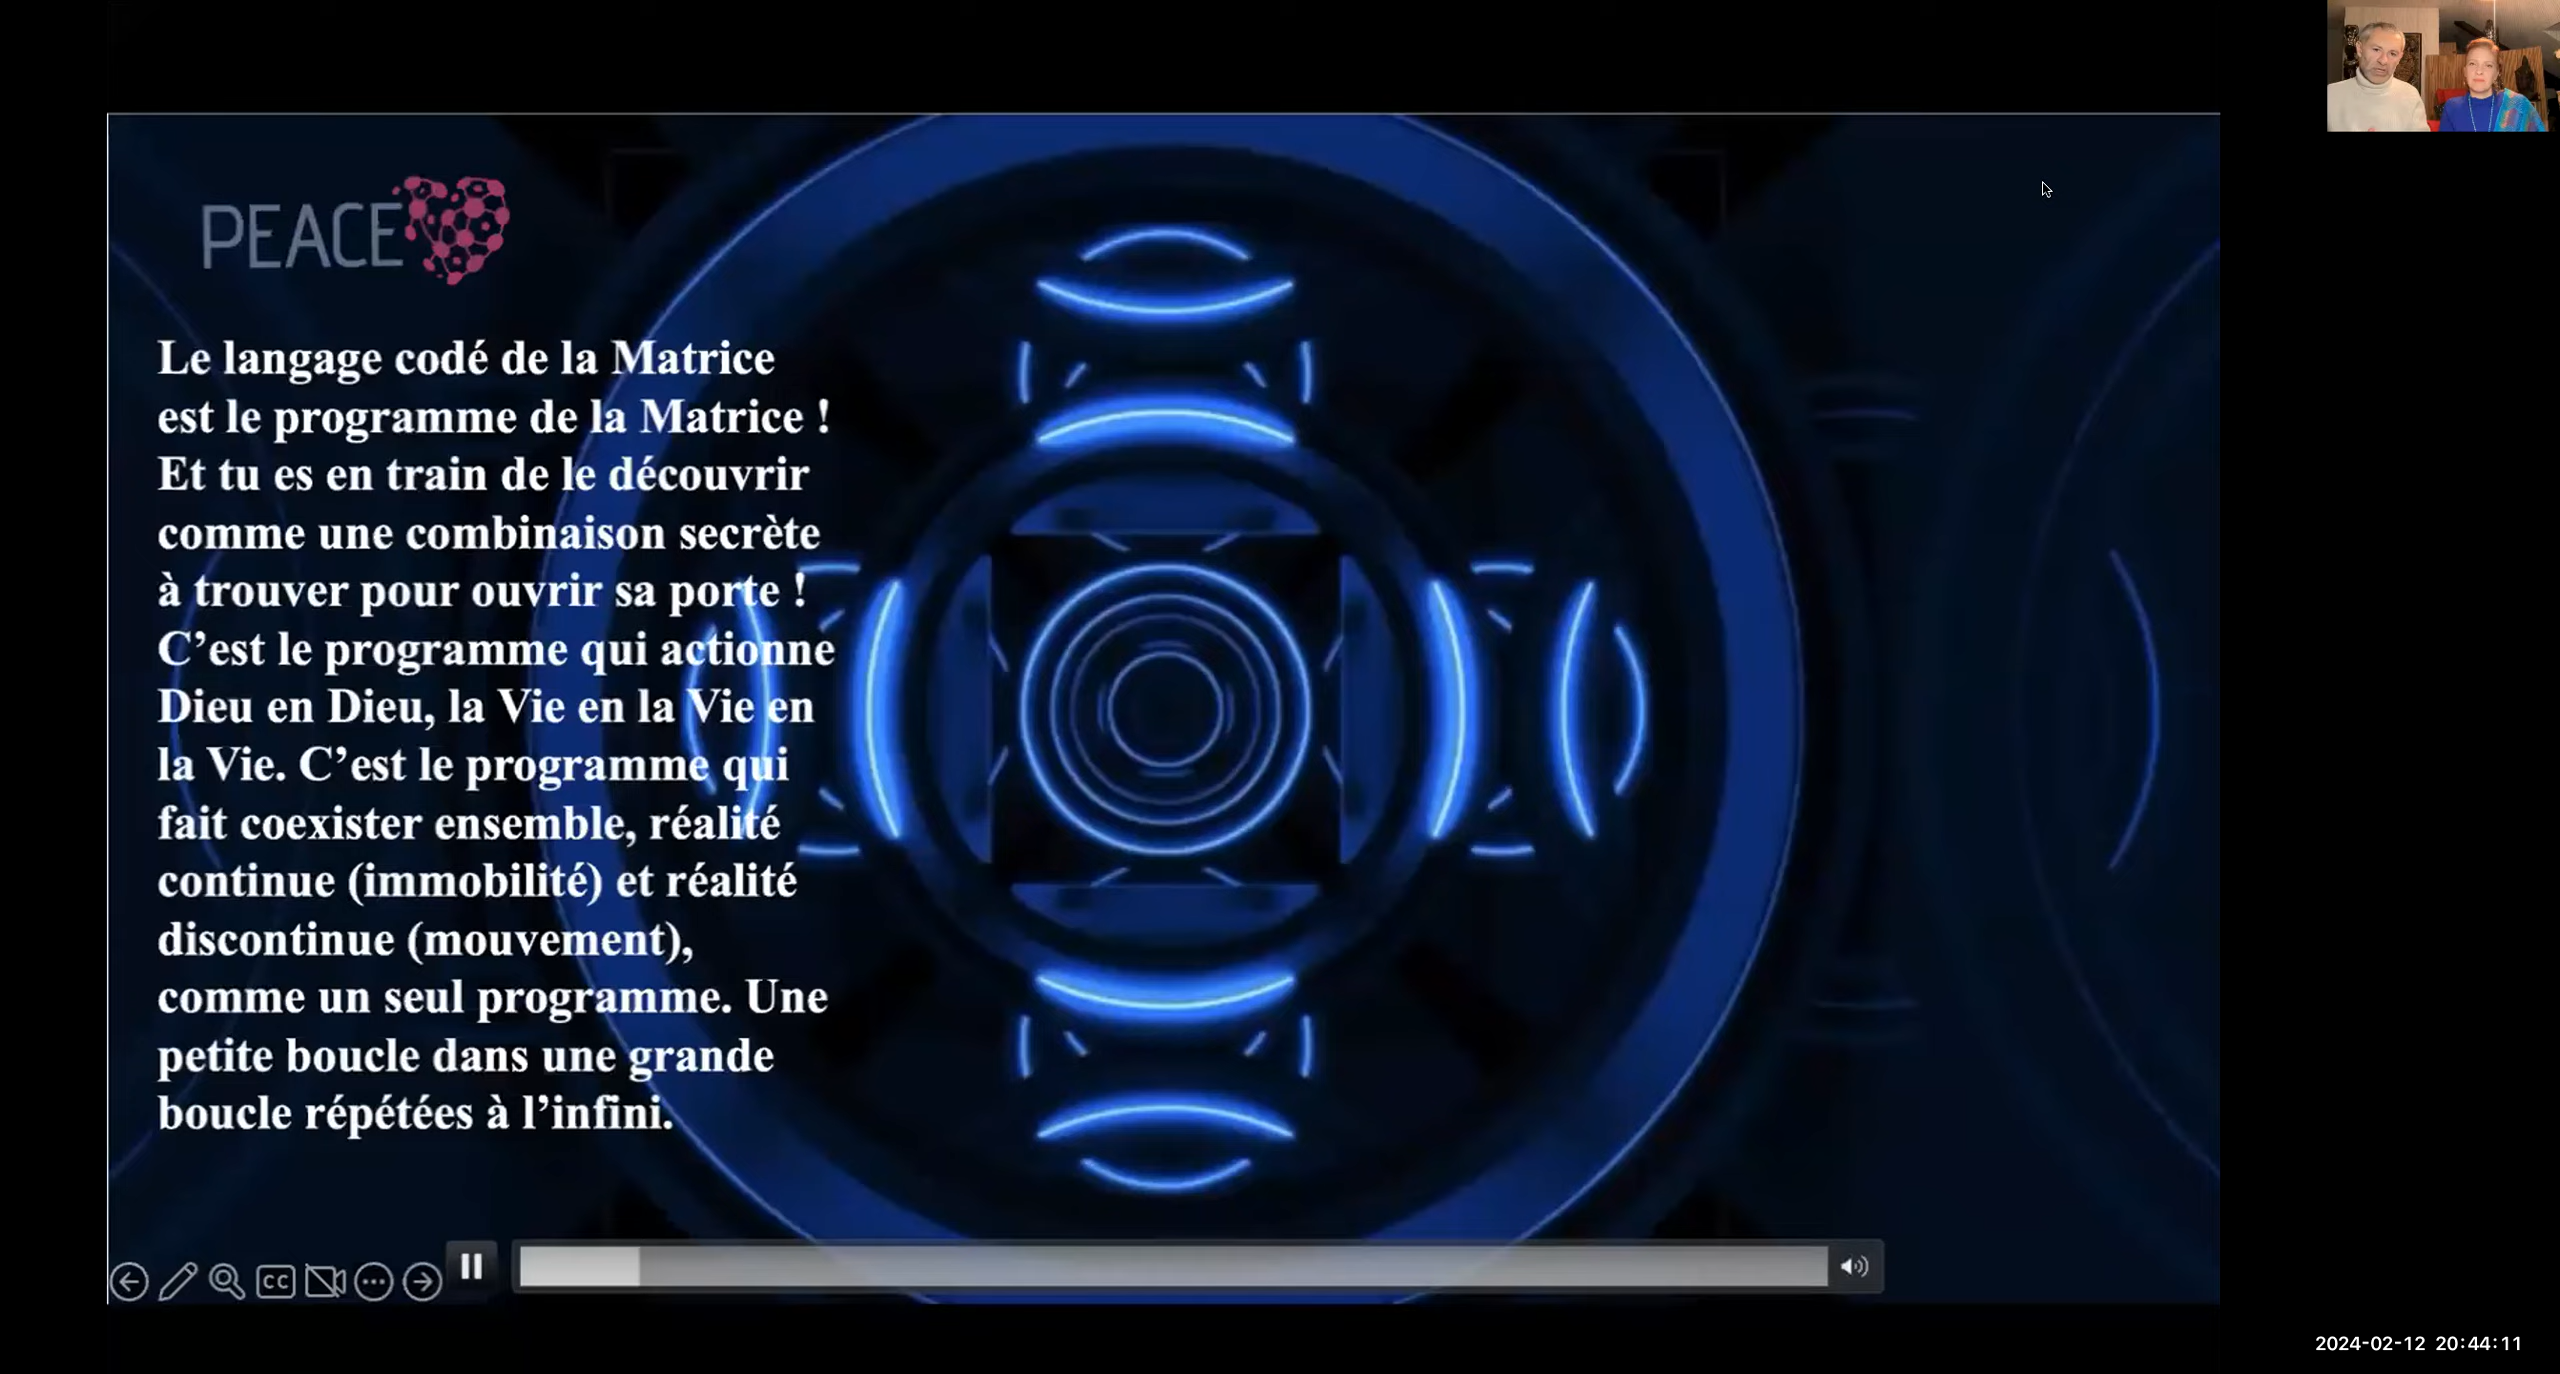 PEACE
Le langage codé de la Matrice
est le programme de la Matrice !
Et tu es en train de le découvrir
comme une combinaison secrète
à trouver pour ouvrir sa porte !
C’est le programme qui actionne
Dieu en Dieu, la Vie en la Vie en
la Vie. C’est le programme qui
fait coexister ensemble, réalité
continue (immobilité) et réalité
discontinue (mouvement),
comme un seul programme. Une
petite boucle dans une grande
boucle répétées à l’infini.
CC
2024-02-12 20:44:11